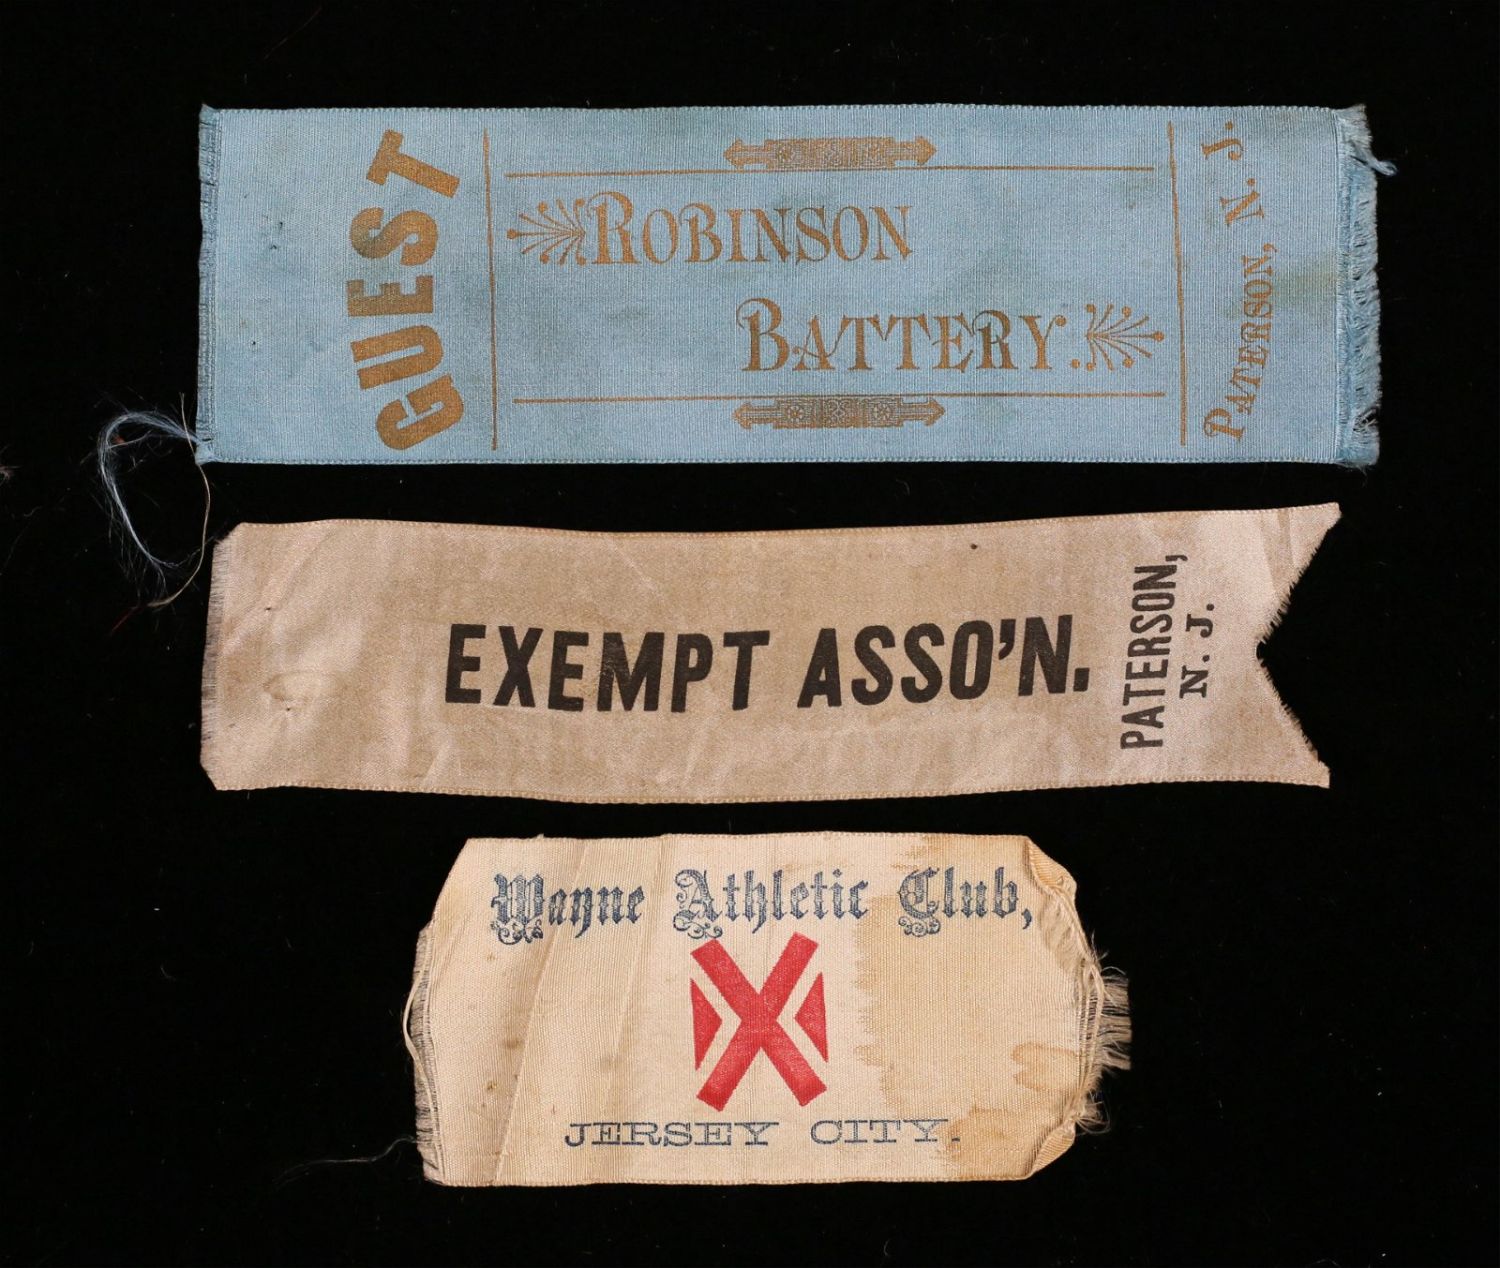 GUEST
ROBINSON
BATTERY.
PATERSON, N. J.
EXEMPT ASSO'N.
PATERSON,
N. J.
Wayne Athletic Club,
JERSEY CITY.